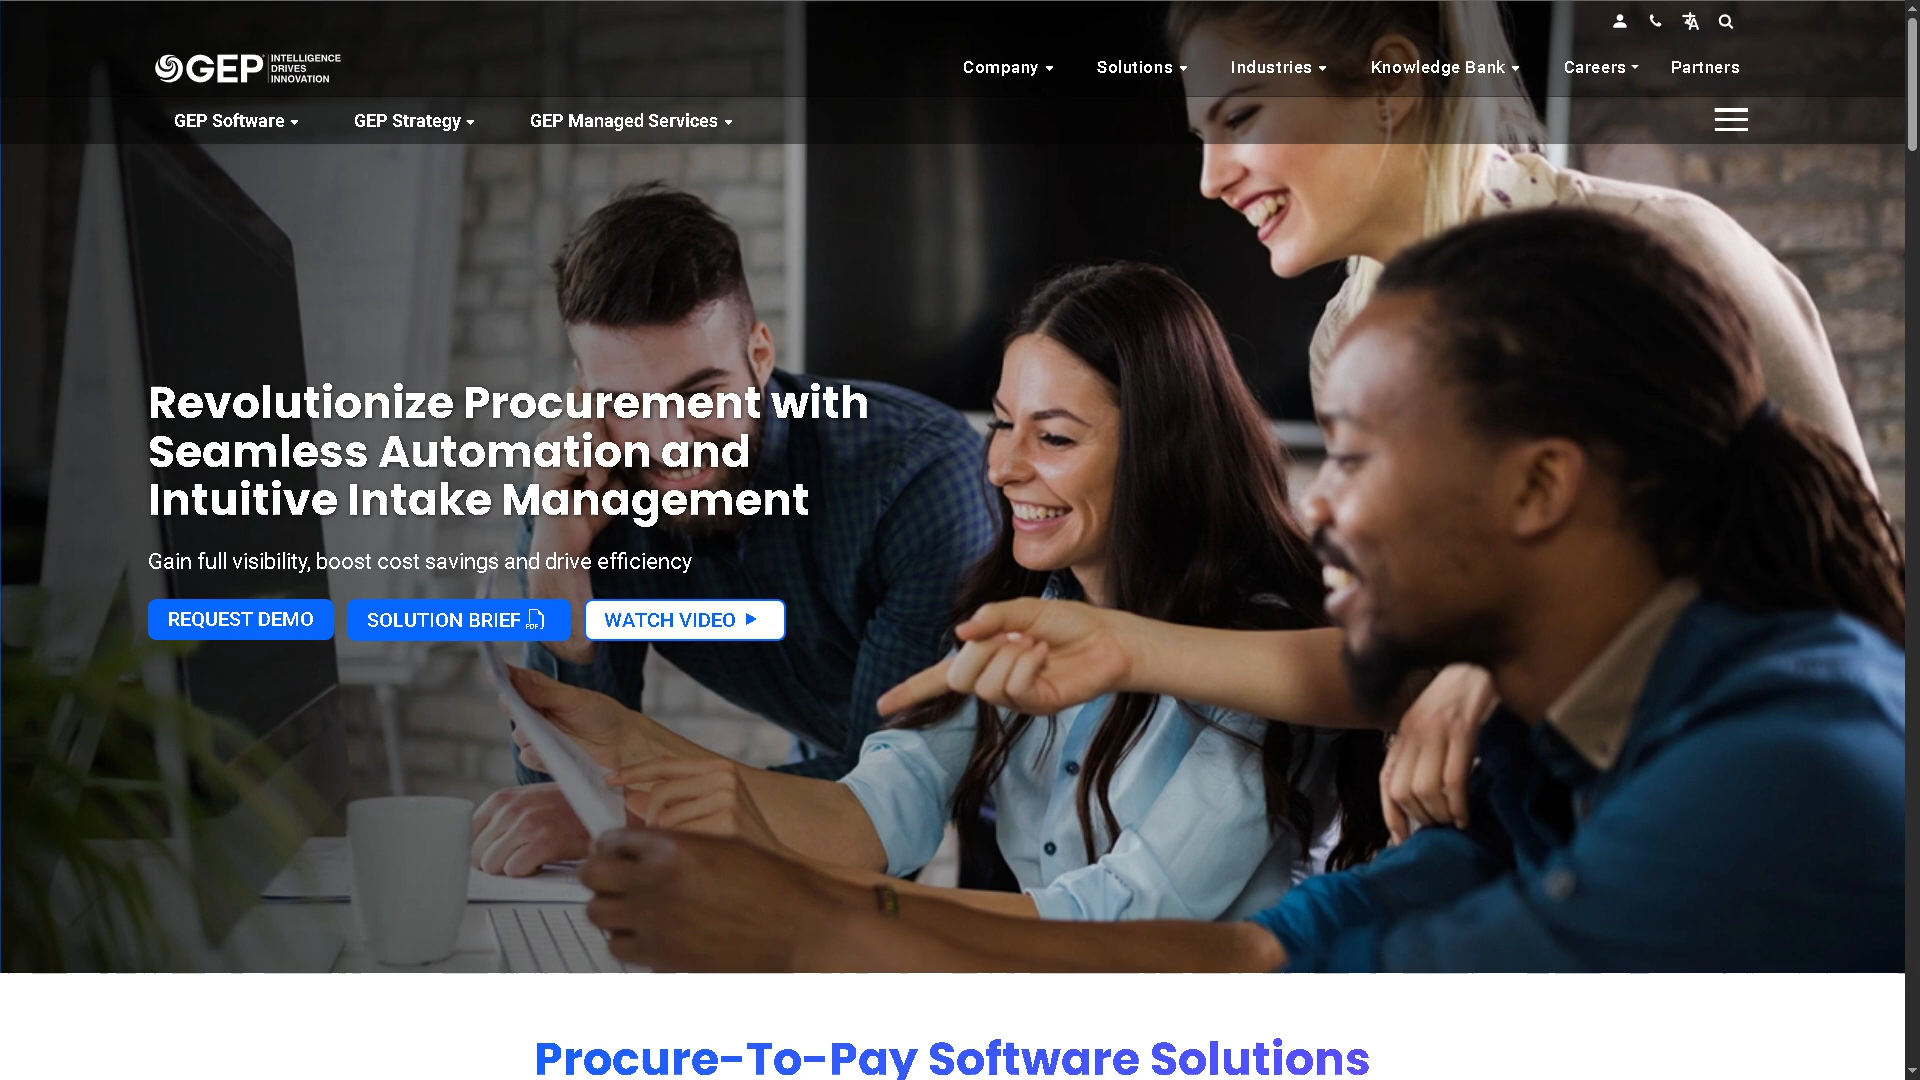 GEP
INTELLIGENCE
DRIVES
INNOVATION
Company
Solutions
Industries
Knowledge Bank
Careers
Partners
GEP Software
GEP Strategy
GEP Managed Services
Revolutionize Procurement with
Seamless Automation and
Intuitive Intake Management
Gain full visibility, boost cost savings and drive efficiency
REQUEST DEMO
SOLUTION BRIEF PDF
WATCH VIDEO
Procure-To-Pay Software Solutions